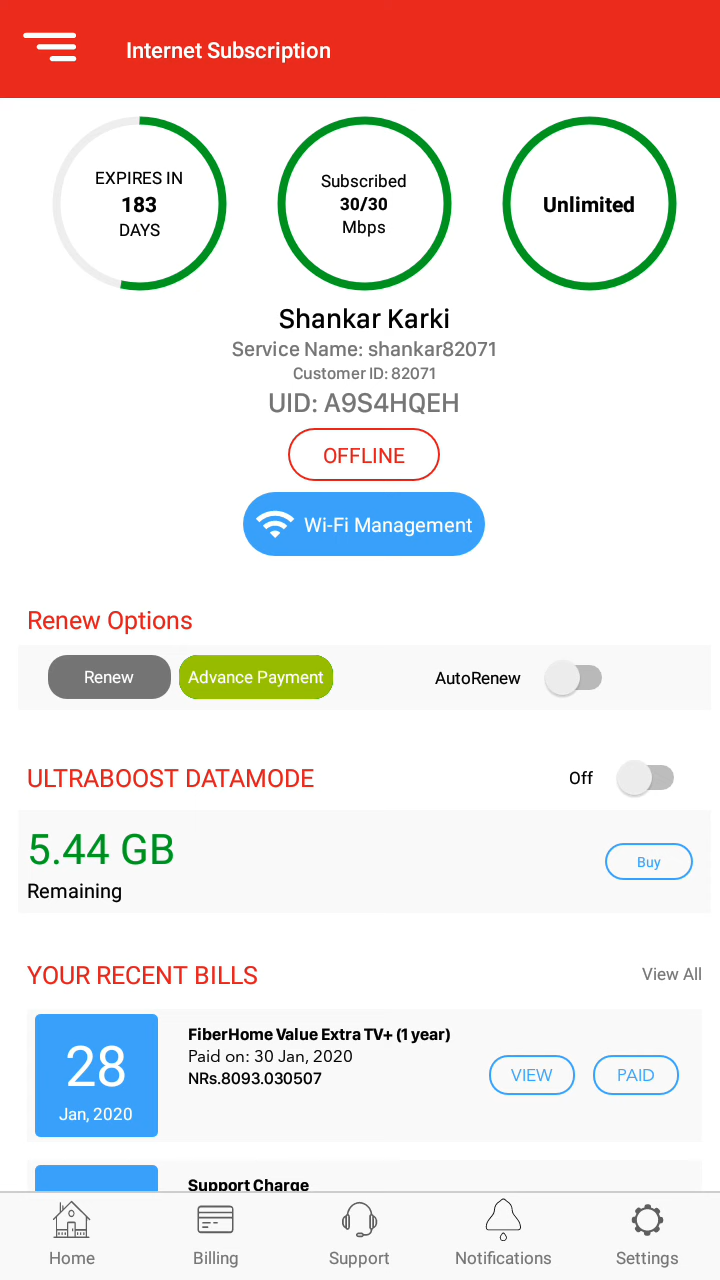 Internet Subscription
EXPIRES IN
183
DAYS
Subscribed
30/30
Mbps
Unlimited
Shankar Karki
Service Name: shankar82071
Customer ID: 82071
UID: A9S4HQEH
OFFLINE
Wi-Fi Management
Renew Options
Renew
Advance Payment
AutoRenew
ULTRABOOST DATAMODE
Off
5.44 GB
Remaining
Buy
YOUR RECENT BILLS
View All
28
Jan, 2020
FiberHome Value Extra TV+ (1 year)
Paid on: 30 Jan, 2020
NRs.8093.030507
VIEW
PAID
Support Charge
Home
Billing
Support
Notifications
Settings